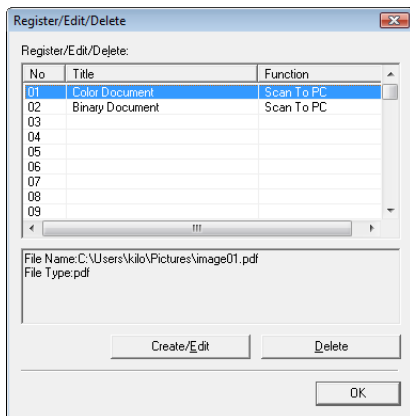 Register/Edit/Delete
Register/Edit/Delete:
No Title Function
01 Color Document Scan To PC
02 Binary Document Scan To PC
03
04
05
06
07
08
09
File Name:C:\Users\kilo\Pictures\image01.pdf
File Type:pdf
Create/Edit Delete
OK